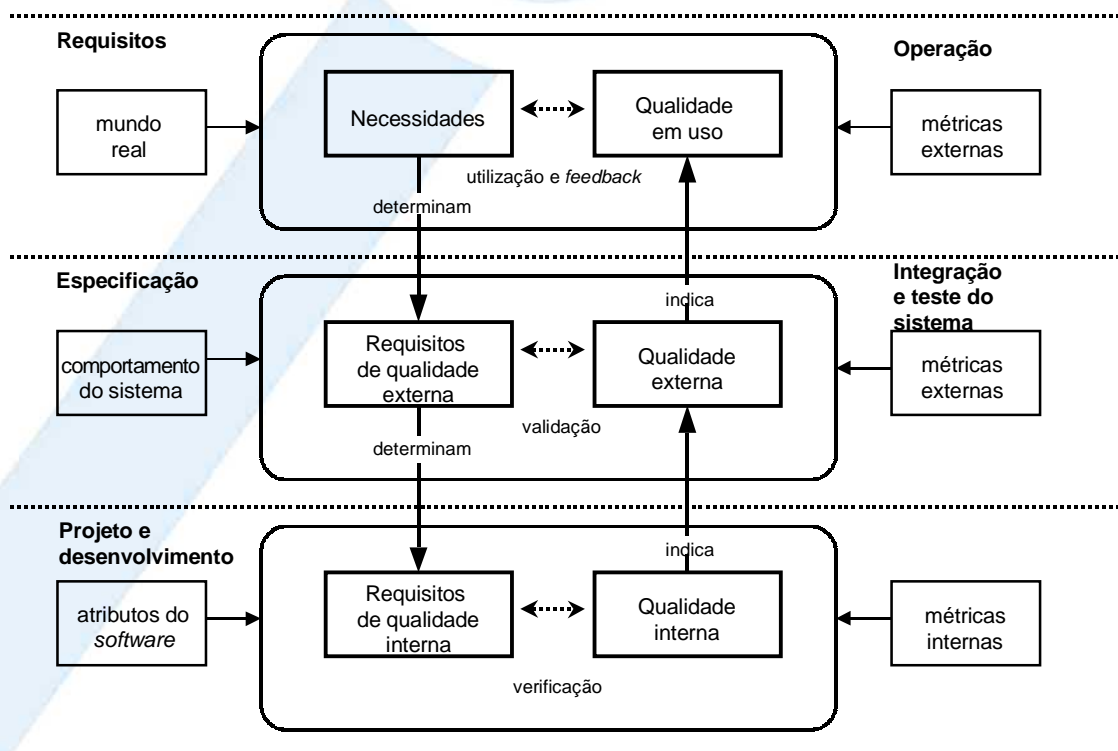 Requisitos
Operação
mundo
real
Necessidades
Qualidade
em uso
métricas
externas
utilização e feedback
determinam
Especificação
Integração
e teste do
sistema
indica
comportamento
do sistema
Requisitos
de qualidade
externa
Qualidade
externa
métricas
externas
validação
determinam
Projeto e
desenvolvimento
indica
atributos do
software
Requisitos
de qualidade
interna
Qualidade
interna
métricas
internas
verificação